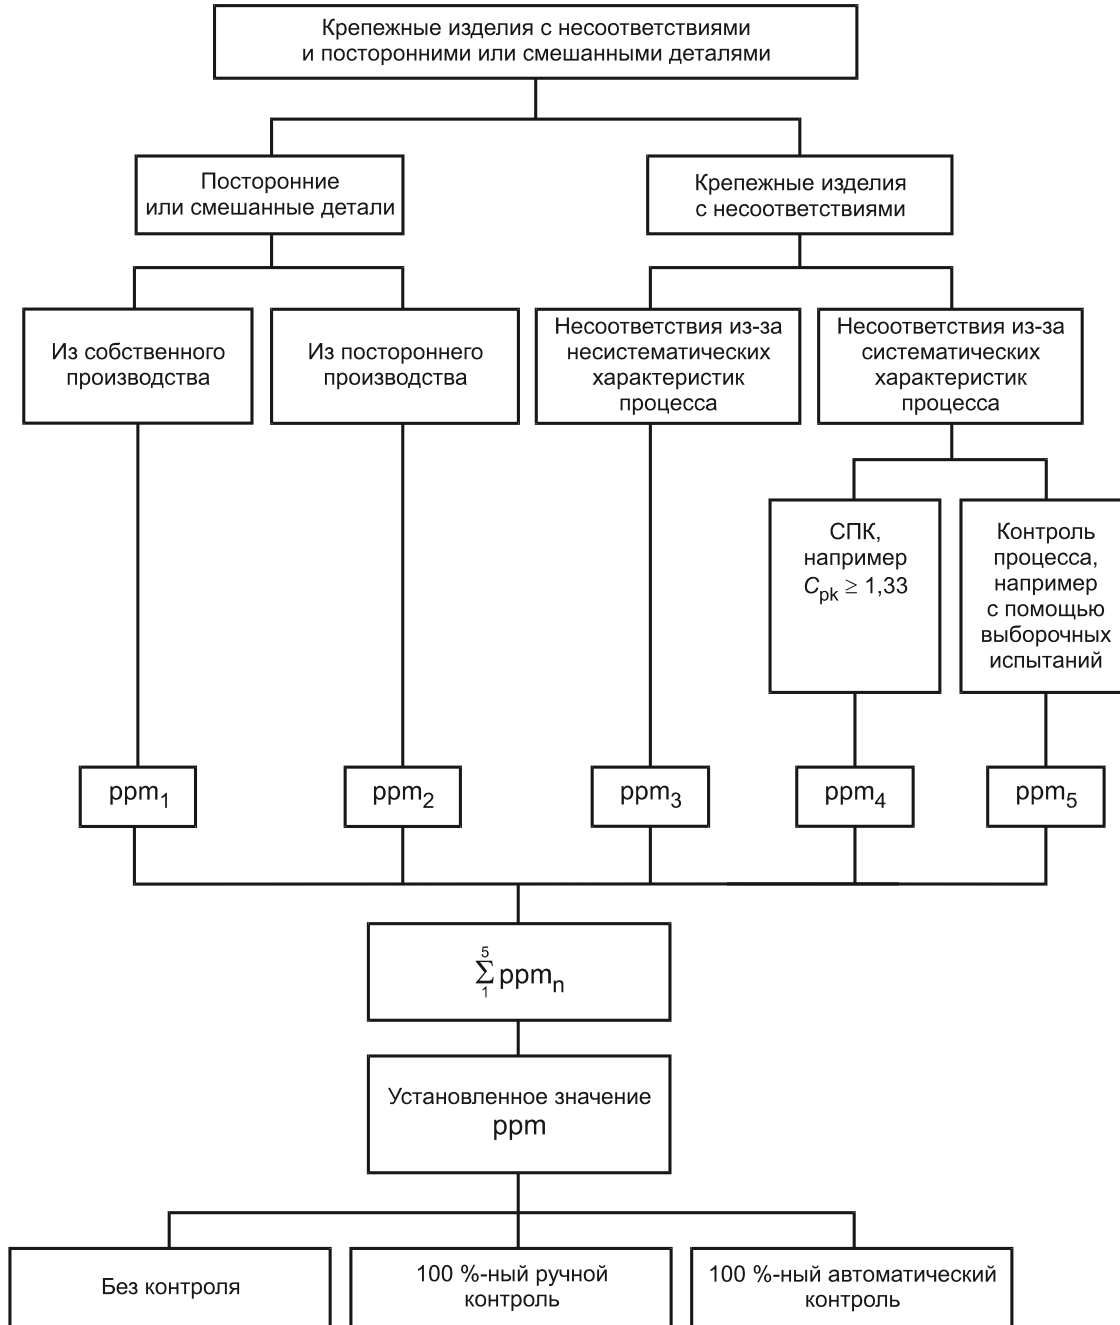 Крепежные изделия с несоответствиями
и посторонними или смешанными деталями
Посторонние
или смешанные детали
Крепежные изделия
с несоответствиями
Из собственного
производства
Из постороннего
производства
Несоответствия из-за
несистематических
характеристик
процесса
Несоответствия из-за
систематических
характеристик
процесса
СПК,
например
Cpk ≥ 1,33
Контроль
процесса,
например
с помощью
выборочных
испытаний
ppm1
ppm2
ppm3
ppm4
ppm5
5
Σ ppmn
1
Установленное значение
ppm
Без контроля
100 %-ный ручной
контроль
100 %-ный автоматический
контроль